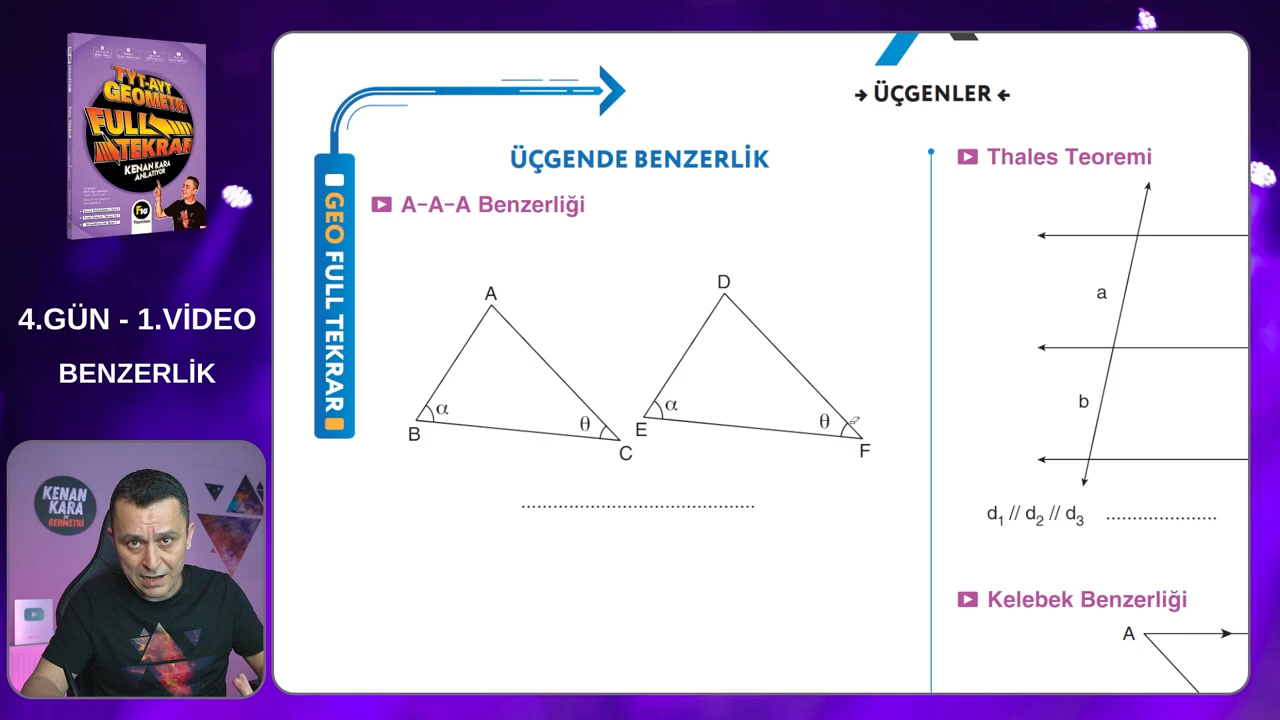 TYT-AYT
GEOMETRİ
FULL
TEKRAR
KENAN KARA
ANLATIYOR
4.GÜN - 1.VİDEO
BENZERLİK
KENAN
KARA
GEOMETRİ
GEO FULL TEKRAR
ÜÇGENLER
ÜÇGENDE BENZERLİK
A-A-A Benzerliği
A
B
C
α
θ
D
E
F
α
θ
........................................
Thales Teoremi
a
b
d1 // d2 // d3 .....................
Kelebek Benzerliği
A